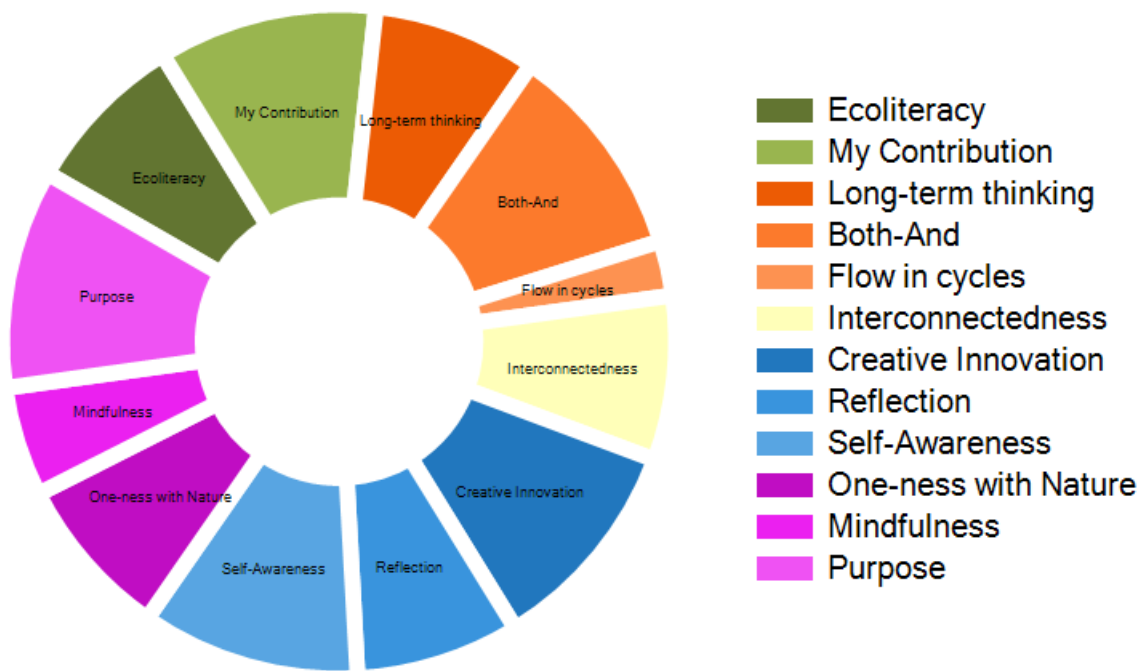 My Contribution
Long-term thinking
Ecoliteracy
Both-And
Purpose
Flow in cycles
Interconnectedness
Mindfulness
One-ness with Nature
Creative Innovation
Self-Awareness
Reflection
Ecoliteracy
My Contribution
Long-term thinking
Both-And
Flow in cycles
Interconnectedness
Creative Innovation
Reflection
Self-Awareness
One-ness with Nature
Mindfulness
Purpose